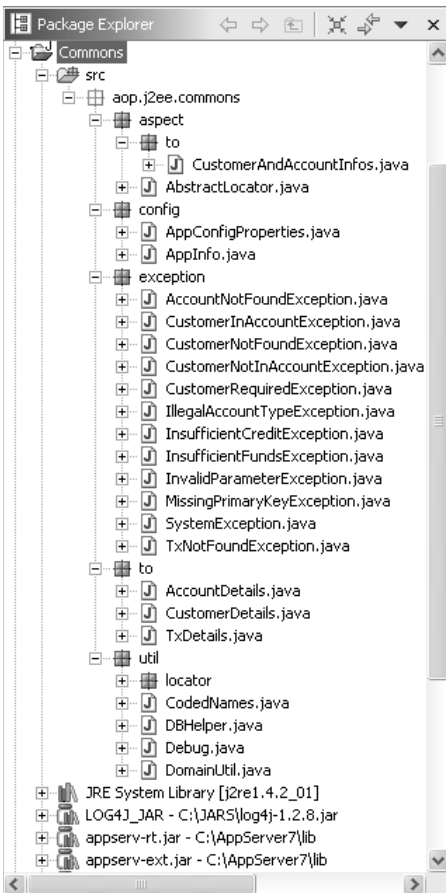 Package Explorer
Commons
src
aop.j2ee.commons
aspect
to
CustomerAndAccountInfos.java
AbstractLocator.java
config
AppConfigProperties.java
AppInfo.java
exception
AccountNotFoundException.java
CustomerInAccountException.java
CustomerNotFoundException.java
CustomerNotInAccountException.java
CustomerRequiredException.java
IllegalAccountTypeException.java
InsufficientCreditException.java
InsufficientFundsException.java
InvalidParameterException.java
MissingPrimaryKeyException.java
SystemException.java
TxNotFoundException.java
to
AccountDetails.java
CustomerDetails.java
TxDetails.java
util
locator
CodedNames.java
DBHelper.java
Debug.java
DomainUtil.java
JRE System Library [j2re1.4.2_01]
LOG4J_JAR - C:\JARS\log4j-1.2.8.jar
appserv-rt.jar - C:\AppServer7\lib
appserv-ext.jar - C:\AppServer7\lib